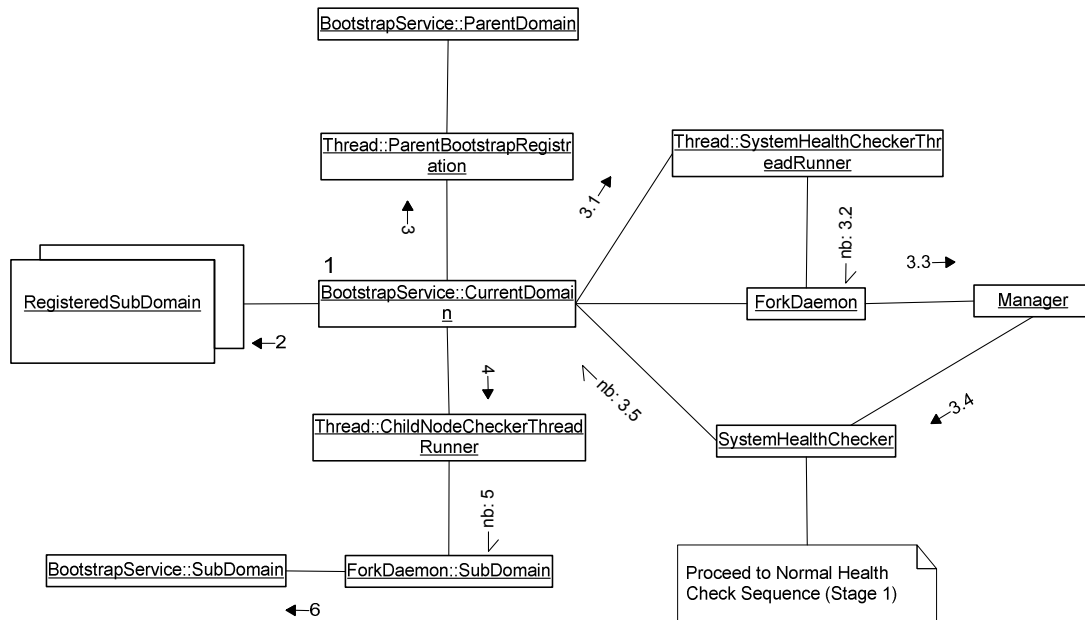 BootstrapService::ParentDomain
Thread::ParentBootstrapRegistr
ation
Thread::SystemHealthCheckerThr
eadRunner
3
3.1
nb: 3.2
3.3
1
RegisteredSubDomain
BootstrapService::CurrentDomai
n
ForkDaemon
Manager
2
4
nb: 3.5
3.4
Thread::ChildNodeCheckerThread
Runner
SystemHealthChecker
nb: 5
BootstrapService::SubDomain
ForkDaemon::SubDomain
6
Proceed to Normal Health
Check Sequence (Stage 1)